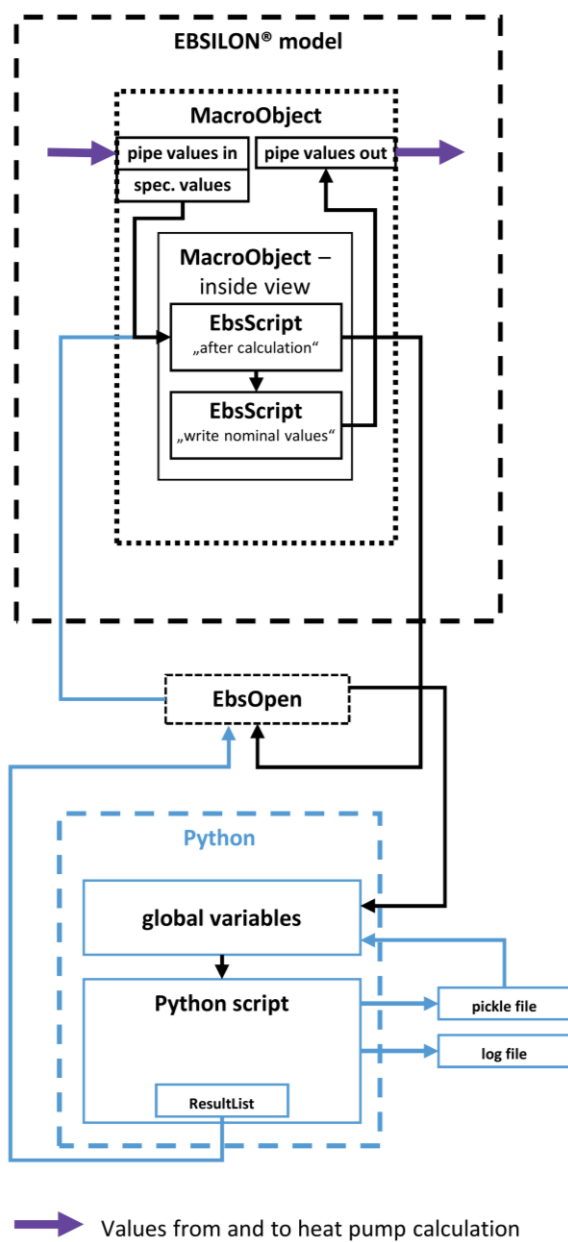 EBSILON® model
MacroObject
pipe values in
pipe values out
spec. values
MacroObject –
inside view
EbsScript
„after calculation“
EbsScript
„write nominal values“
EbsOpen
Python
global variables
Python script
pickle file
log file
ResultList
Values from and to heat pump calculation